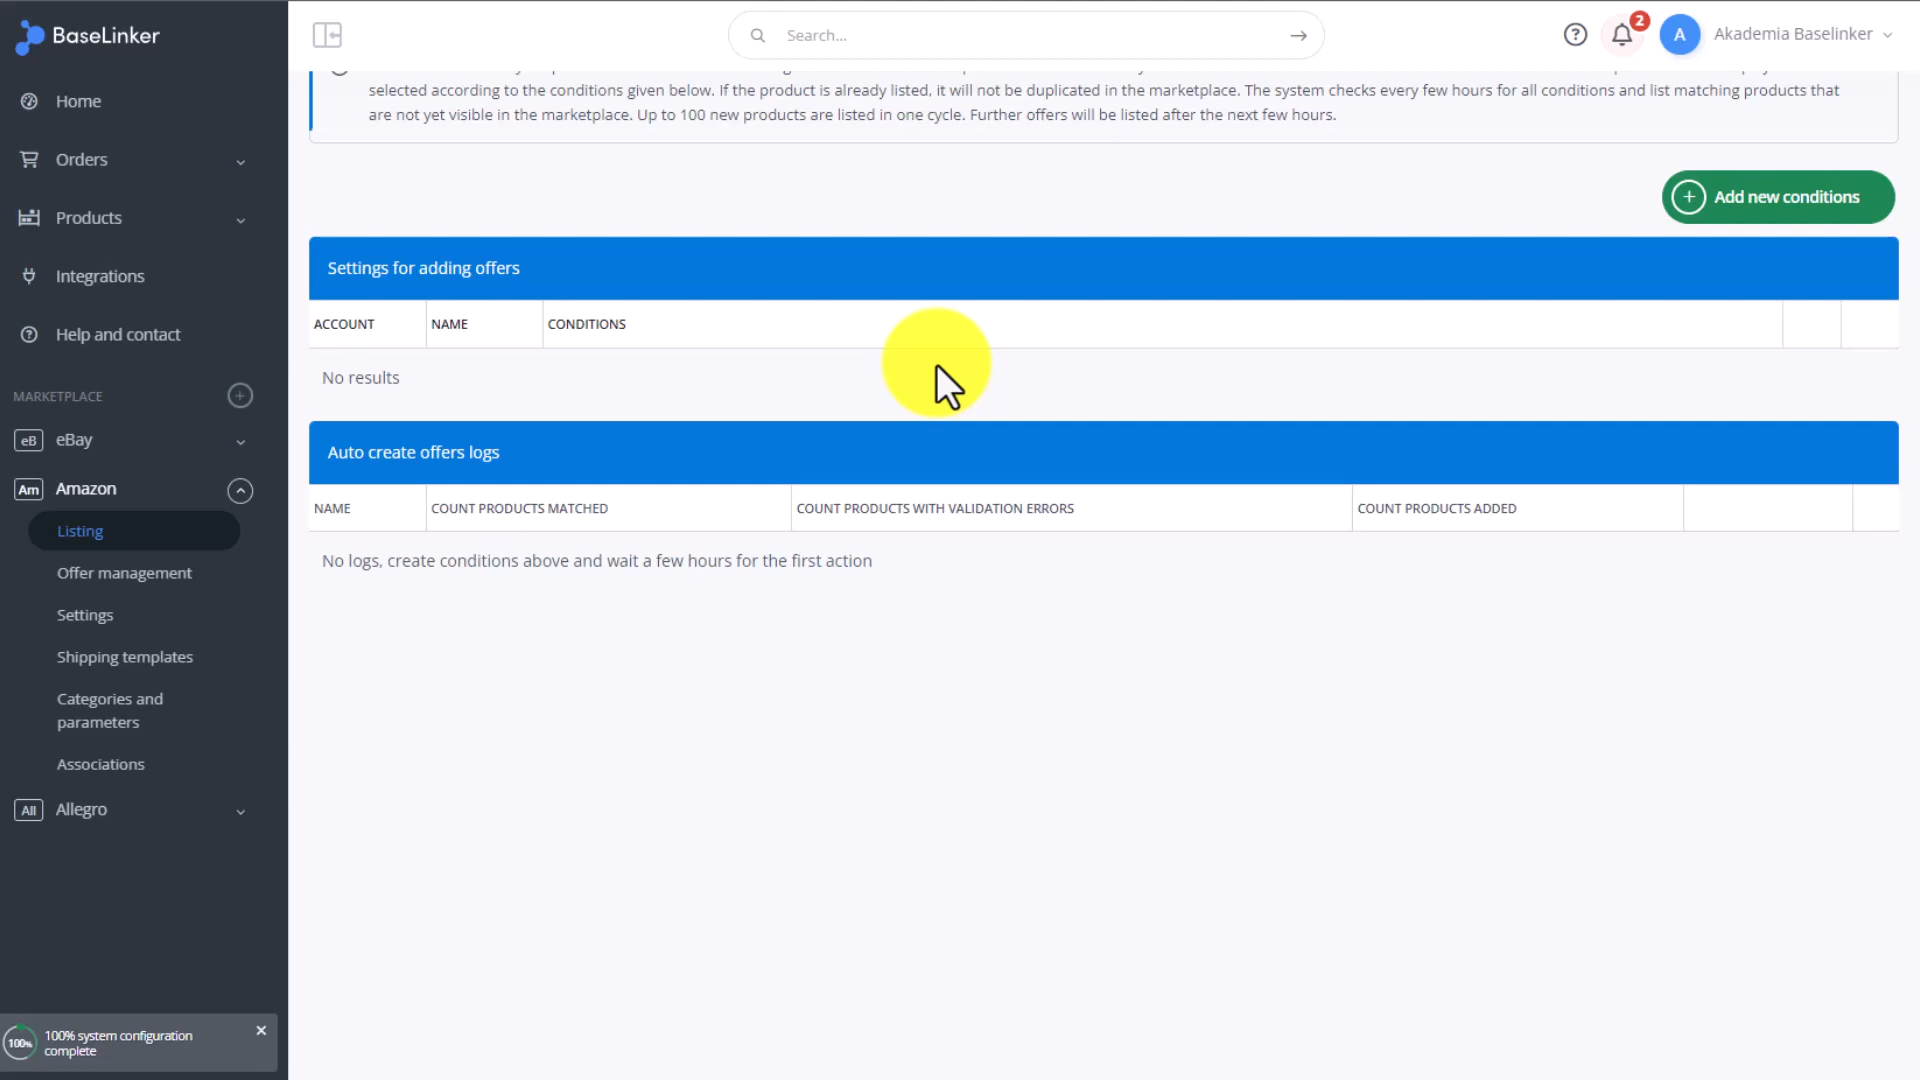 BaseLinker
Search...
2
A
Akademia Baselinker
Home
Orders
Products
Integrations
Help and contact
MARKETPLACE
eB eBay
Am Amazon
Listing
Offer management
Settings
Shipping templates
Categories and
parameters
Associations
All Allegro
100%
100% system configuration
complete
selected according to the conditions given below. If the product is already listed, it will not be duplicated in the marketplace. The system checks every few hours for all conditions and list matching products that
are not yet visible in the marketplace. Up to 100 new products are listed in one cycle. Further offers will be listed after the next few hours.
Add new conditions
Settings for adding offers
ACCOUNT NAME CONDITIONS
No results
Auto create offers logs
NAME COUNT PRODUCTS MATCHED COUNT PRODUCTS WITH VALIDATION ERRORS COUNT PRODUCTS ADDED
No logs, create conditions above and wait a few hours for the first action